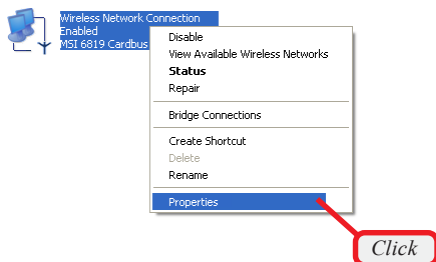 Wireless Network Connection
Enabled
MSI 6819 Cardbus
Disable
View Available Wireless Networks
Status
Repair
Bridge Connections
Create Shortcut
Delete
Rename
Properties
Click